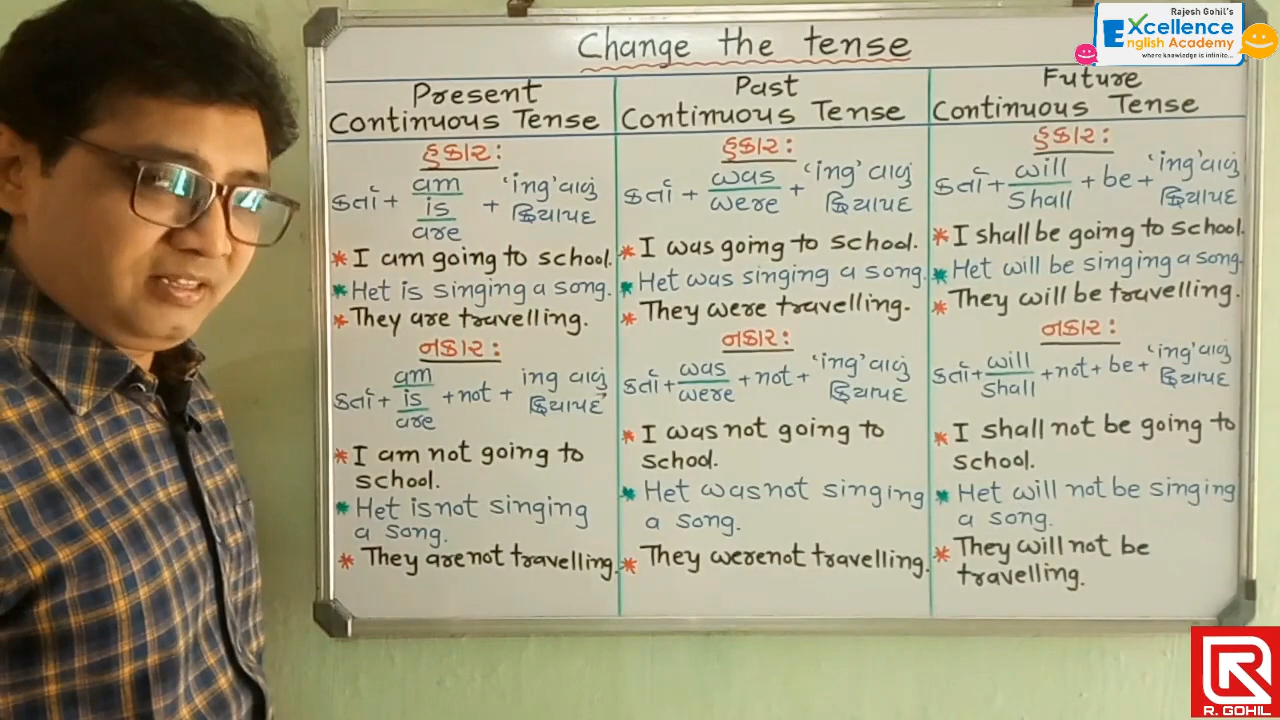 Rajesh Gohil's
Excellence
English Academy
where knowledge is infinite...
Change the tense
Present
Continuous Tense
હકાર:
કર્તા + am/is/are + 'ing' વાળું ક્રિયાપદ
* I am going to school.
* Het is singing a song.
* They are travelling.
નકાર:
કર્તા + am/is/are + not + ing વાળું ક્રિયાપદ
* I am not going to
school.
* Het is not singing
a song.
* They are not travelling.
Past
Continuous Tense
હકાર:
કર્તા + was/were + 'ing' વાળું ક્રિયાપદ
* I was going to school.
* Het was singing a song.
* They were travelling.
નકાર:
કર્તા + was/were + not + 'ing' વાળું ક્રિયાપદ
* I was not going to
school.
* Het was not singing
a song.
* They were not travelling.
Future
Continuous Tense
હકાર:
કર્તા + will/Shall + be + 'ing' વાળું ક્રિયાપદ
* I shall be going to school.
* Het will be singing a song.
* They will be travelling.
નકાર:
કર્તા + will/Shall + not + be + 'ing' વાળું ક્રિયાપદ
* I shall not be going to
school.
* Het will not be singing
a song.
* They will not be
travelling.
R. GOHIL